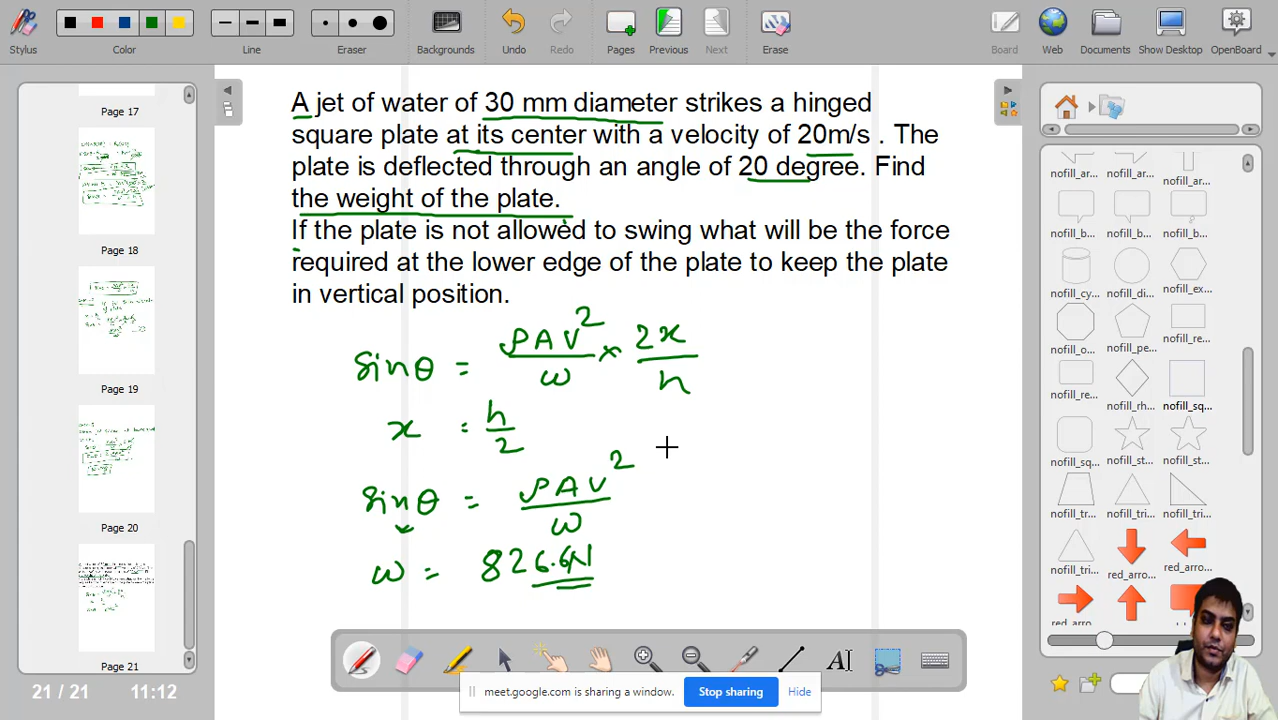 Stylus
Color
Line
Eraser
Backgrounds
Undo
Redo
Pages
Previous
Next
Erase
Board
Web
Documents
Show Desktop
OpenBoard
Page 17
Page 18
Page 19
Page 20
Page 21
A jet of water of 30 mm diameter strikes a hinged
square plate at its center with a velocity of 20m/s . The
plate is deflected through an angle of 20 degree. Find
the weight of the plate.
If the plate is not allowed to swing what will be the force
required at the lower edge of the plate to keep the plate
in vertical position.
sinθ = ρAV²/w × 2x/h
x = h/2
sinθ = ρAV²/w
w = 826.6N
nofill_ar...
nofill_ar...
nofill_ar...
nofill_b...
nofill_b...
nofill_b...
nofill_cy...
nofill_di...
nofill_ex...
nofill_o...
nofill_pe...
nofill_re...
nofill_re...
nofill_rh...
nofill_sq...
nofill_sq...
nofill_st...
nofill_st...
nofill_tr...
nofill_tri...
nofill_tri...
nofill_tri...
red_arro...
red_arro...
red_arro...
red_arro...
21 / 21
11:12
meet.google.com is sharing a window.
Stop sharing
Hide